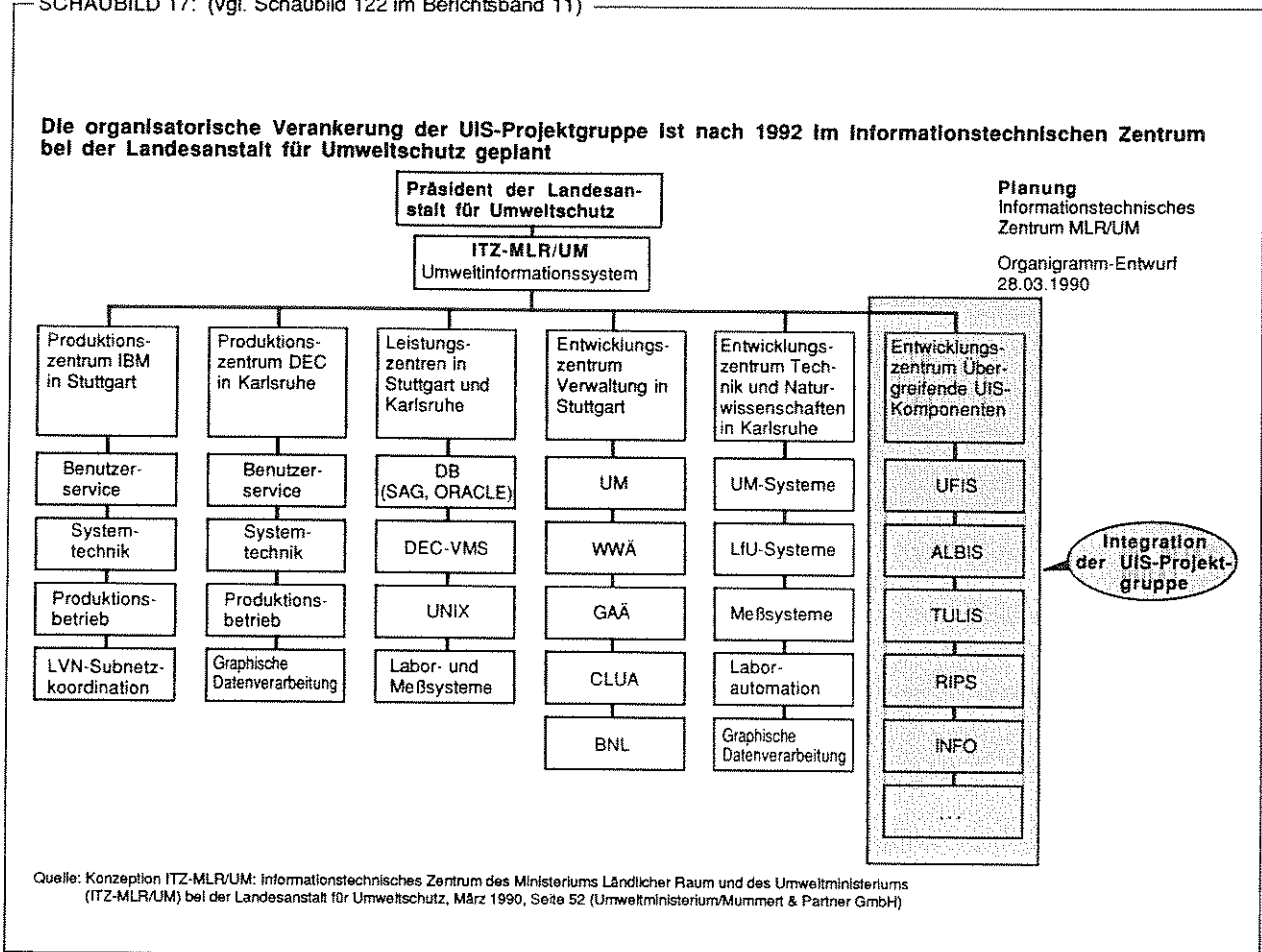 SCHAUBILD 17: (vgl. Schaubild 122 im Berichtsband 11)
Die organisatorische Verankerung der UIS-Projektgruppe ist nach 1992 im Informationstechnischen Zentrum
bei der Landesanstalt für Umweltschutz geplant
Präsident der Landesan-
stalt für Umweltschutz
ITZ-MLR/UM
Umweltinformationssystem
Planung
Informationstechnisches
Zentrum MLR/UM
Organigramm-Entwurf
28.03.1990
Produktions-
zentrum IBM
in Stuttgart
Benutzer-
service
System-
technik
Produktions-
betrieb
LVN-Subnetz-
koordination
Produktions-
zentrum DEC
in Karlsruhe
Benutzer-
service
System-
technik
Produktions-
betrieb
Graphische
Datenverarbeitung
Leistungs-
zentren in
Stuttgart und
Karlsruhe
DB
(SAG, ORACLE)
DEC-VMS
UNIX
Labor- und
Meßsysteme
Entwicklungs-
zentrum
Verwaltung in
Stuttgart
UM
WWÄ
GAÄ
CLUA
BNL
Entwicklungs-
zentrum Tech-
nik und Natur-
wissenschaften
in Karlsruhe
UM-Systeme
LfU-Systeme
Meßsysteme
Labor-
automation
Graphische
Datenverarbeitung
Entwicklungs-
zentrum Über-
greifende UIS-
Komponenten
UFIS
ALBIS
TULIS
RIPS
INFO
...
Integration
der UIS-Projekt-
gruppe
Quelle: Konzeption ITZ-MLR/UM: Informationstechnisches Zentrum des Ministeriums Ländlicher Raum und des Umweltministeriums
(ITZ-MLR/UM) bei der Landesanstalt für Umweltschutz, März 1990, Seite 52 (Umweltministerium/Mummert & Partner GmbH)